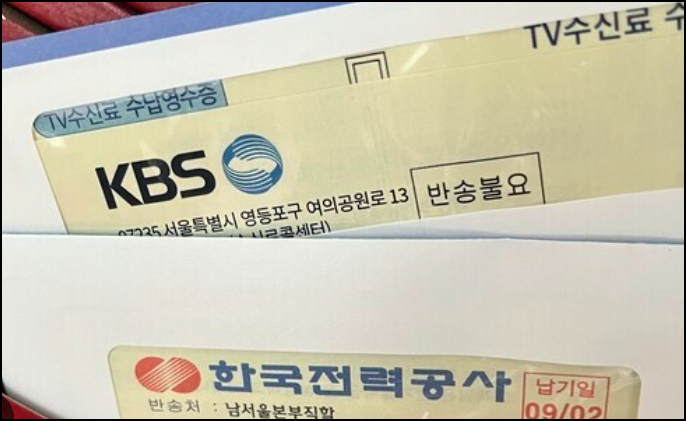 TV수신료 수
TV수신료 수납영수증
KBS
07235 서울특별시 영등포구 여의공원로 13
반송불요
한국전력공사
납기일
반송처 : 남서울본부직할
09/02